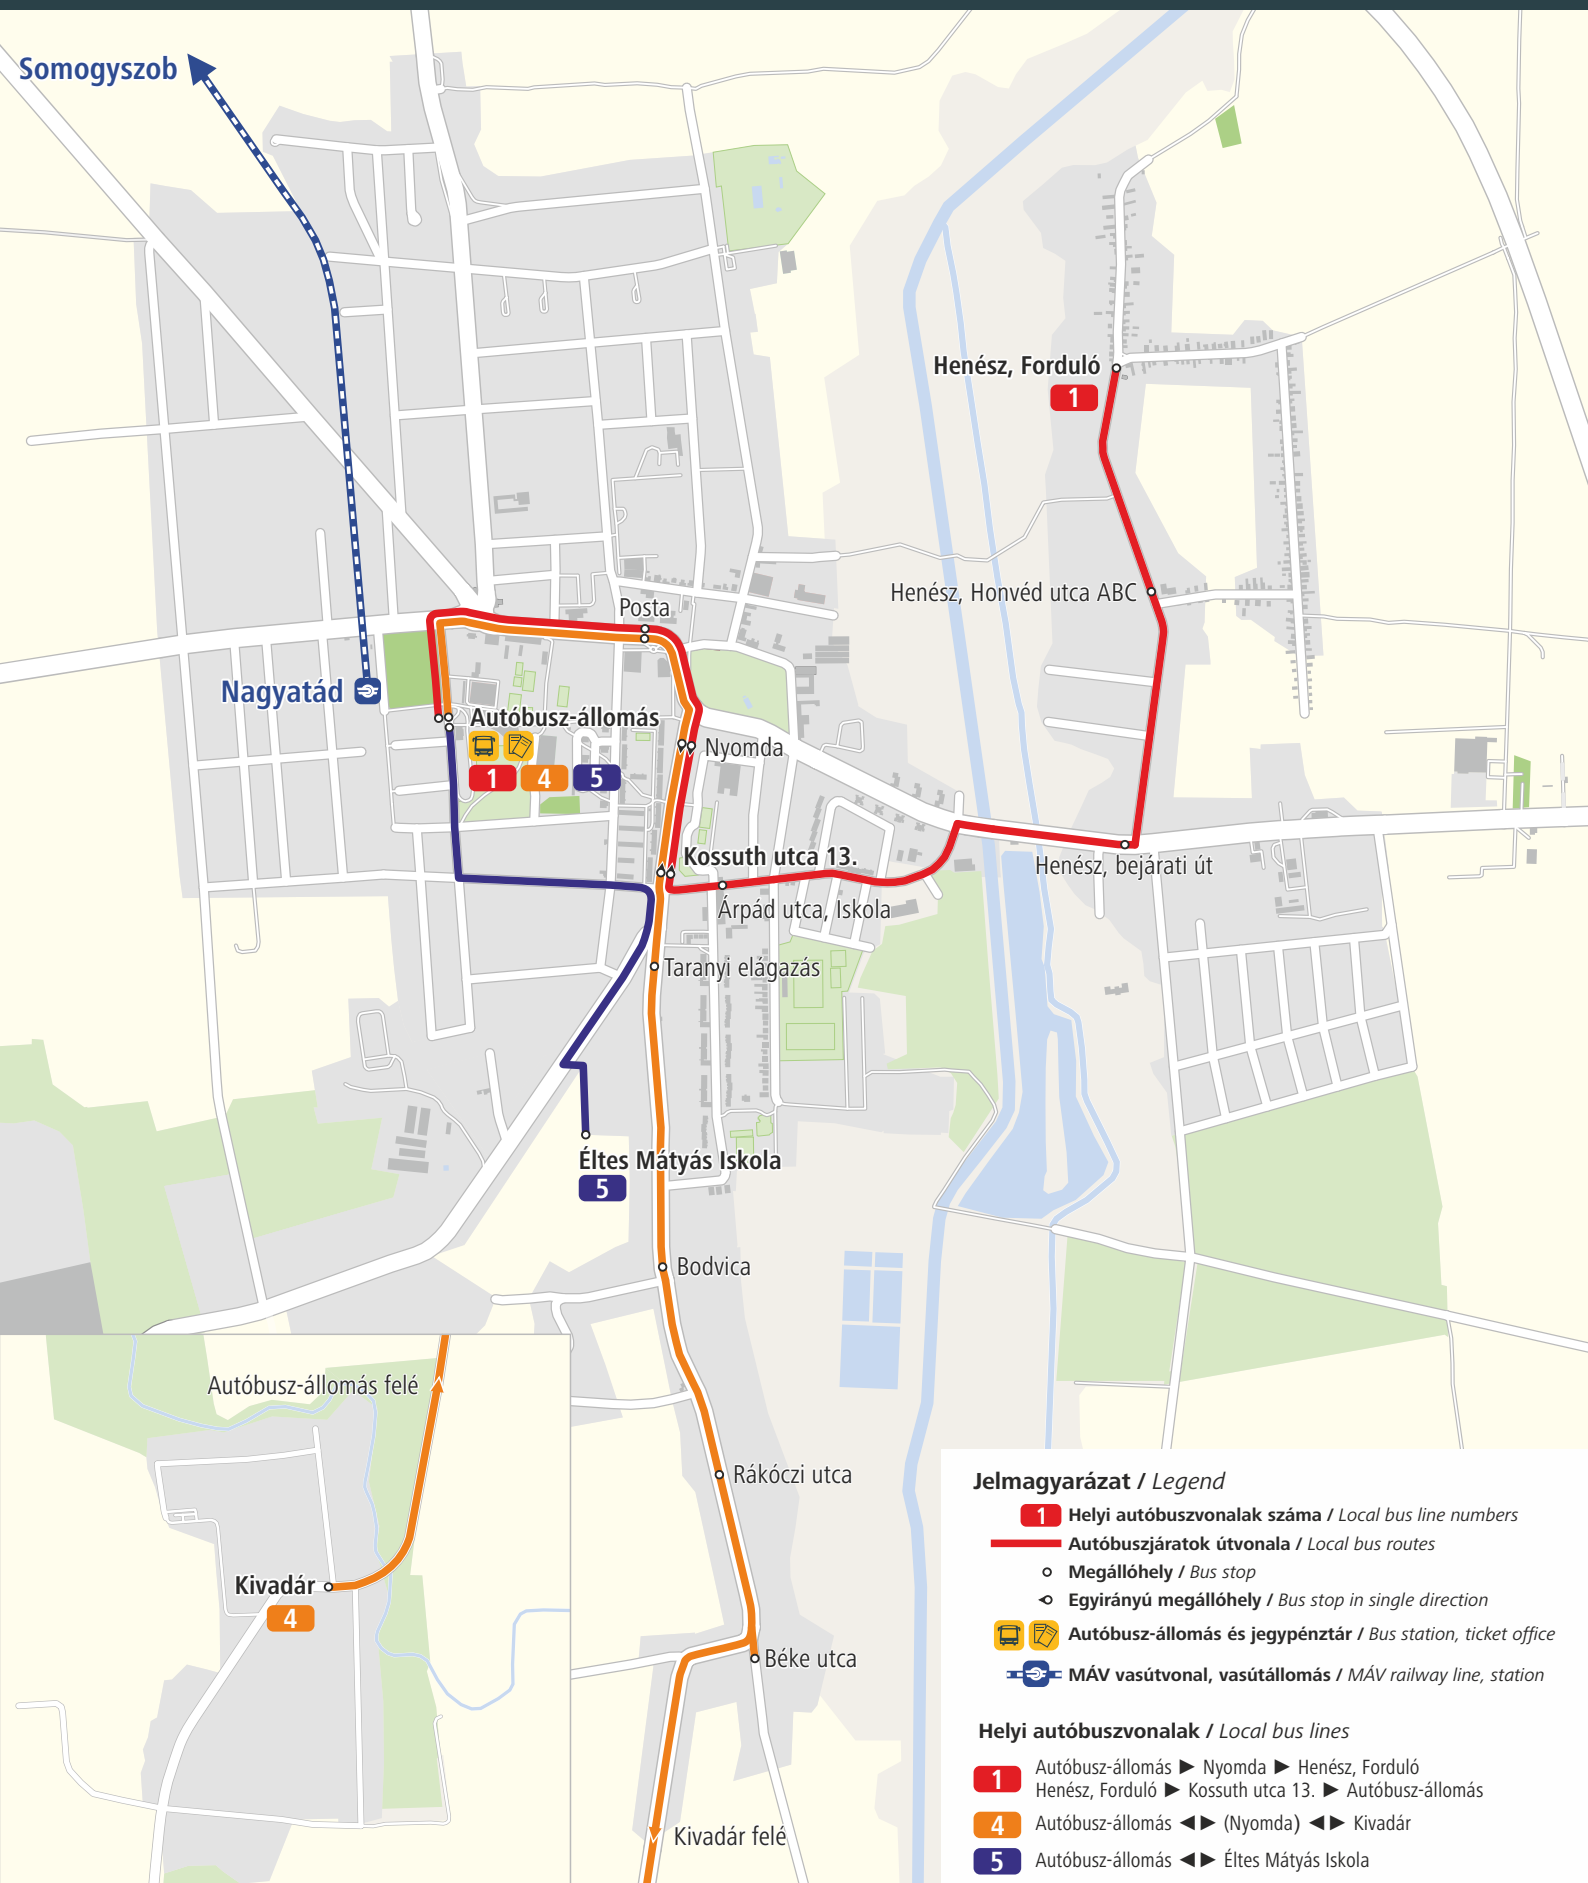 Somogyszob
Henész, Forduló
1
Henész, Honvéd utca ABC
Posta
Nagyatád
Autóbusz-állomás
1 4 5
Nyomda
Kossuth utca 13.
Henész, bejárati út
Árpád utca, Iskola
Taranyi elágazás
Éltes Mátyás Iskola
5
Bodvica
Autóbusz-állomás felé
Rákóczi utca
Kivadár
4
Béke utca
Kivadár felé
Jelmagyarázat / Legend
1 Helyi autóbuszvonalak száma / Local bus line numbers
Autóbuszjáratok útvonala / Local bus routes
Megállóhely / Bus stop
Egyirányú megállóhely / Bus stop in single direction
Autóbusz-állomás és jegypénztár / Bus station, ticket office
MÁV vasútvonal, vasútállomás / MÁV railway line, station
Helyi autóbuszvonalak / Local bus lines
1 Autóbusz-állomás ▶ Nyomda ▶ Henész, Forduló
Henész, Forduló ▶ Kossuth utca 13. ▶ Autóbusz-állomás
4 Autóbusz-állomás ◀▶ (Nyomda) ◀▶ Kivadár
5 Autóbusz-állomás ◀▶ Éltes Mátyás Iskola